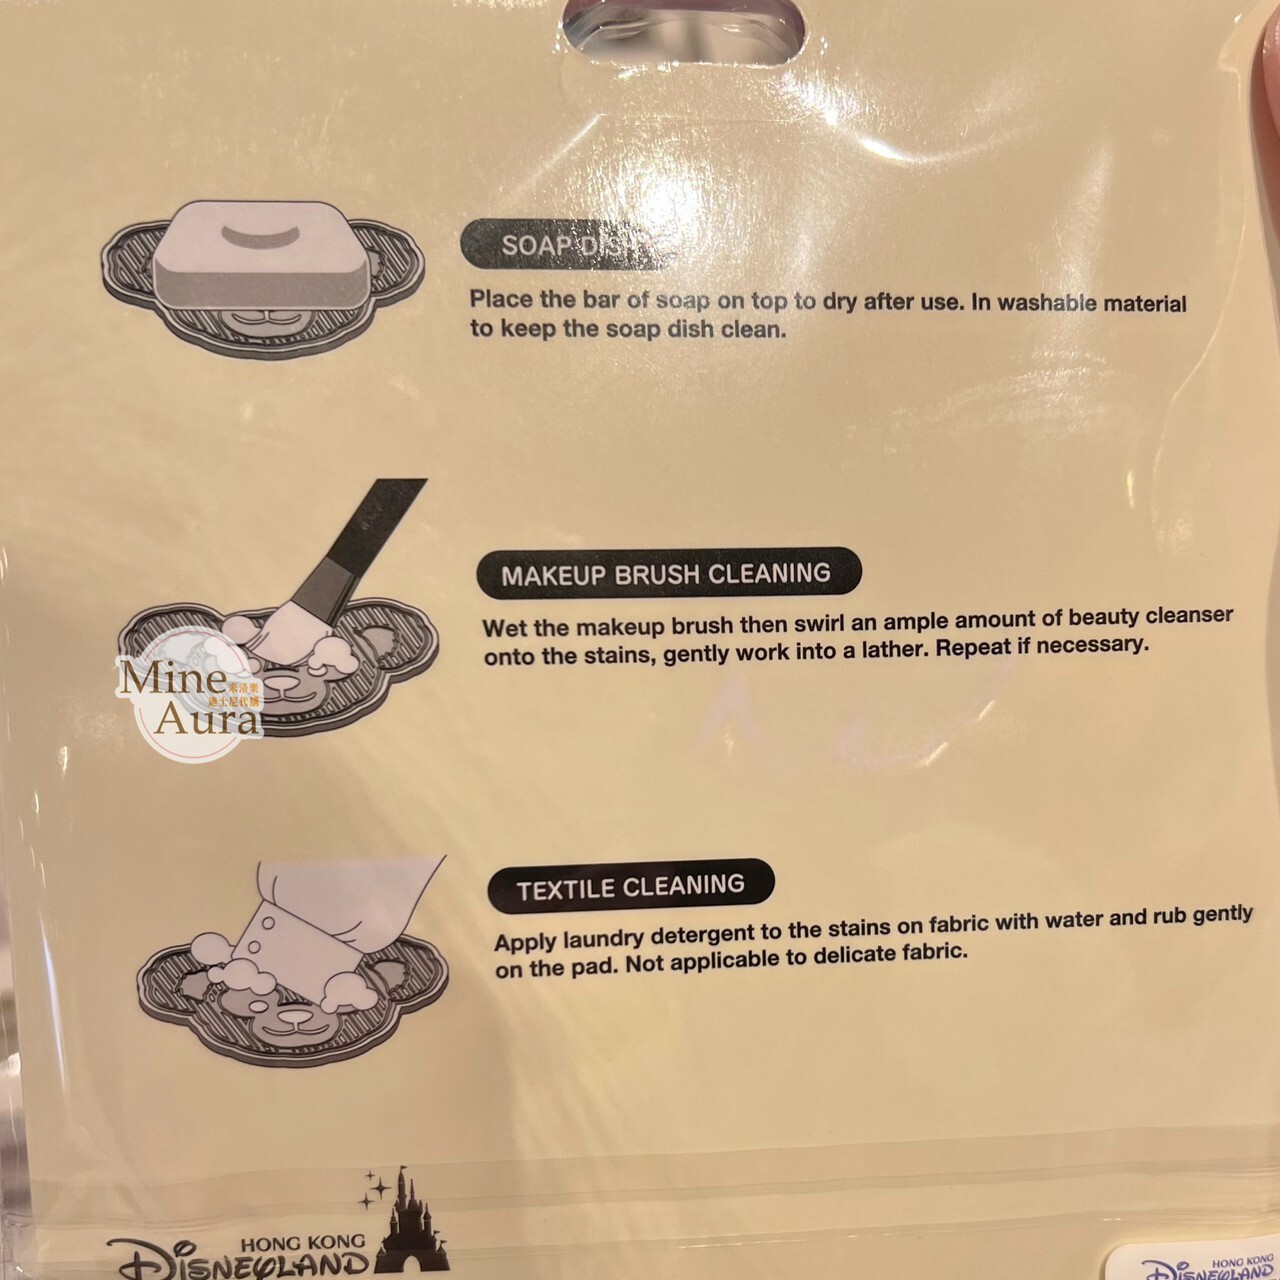 SOAP DISH
Place the bar of soap on top to dry after use. In washable material
to keep the soap dish clean.
MAKEUP BRUSH CLEANING
Wet the makeup brush then swirl an ample amount of beauty cleanser
onto the stains, gently work into a lather. Repeat if necessary.
Mine
Aura
TEXTILE CLEANING
Apply laundry detergent to the stains on fabric with water and rub gently
on the pad. Not applicable to delicate fabric.
HONG KONG
DISNEYLAND
HONG KONG
DISNEYLAND